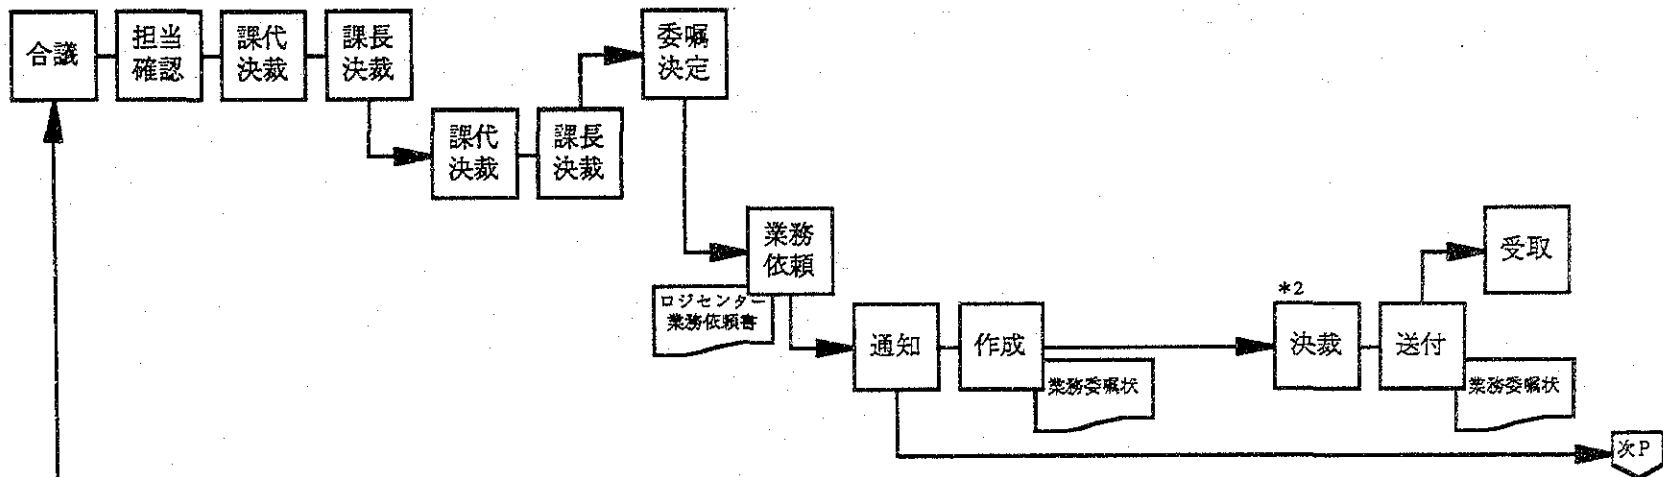 合議
担当
確認
課代
決裁
課長
決裁
課代
決裁
課長
決裁
委嘱
決定
業務
依頼
ロジセンター
業務依頼書
通知
作成
業務委嘱状
*2
決裁
送付
業務委嘱状
受取
次P